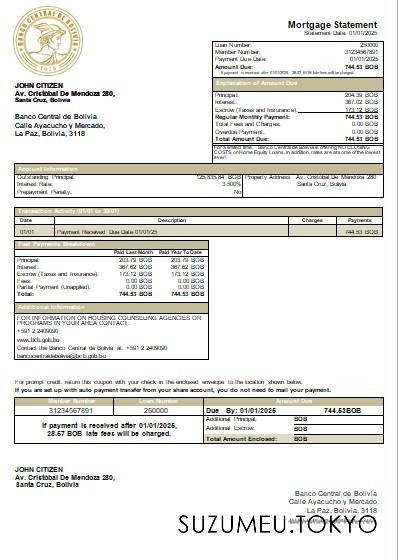 BANCO CENTRAL DE BOLIVIA
1928
Mortgage Statement
Statement Date: 01/01/2025
Loan Number: 250000
Member Number: 31234567891
Payment Due Date: 01/01/2025
Amount Due: 744.53 BOB
If payment is received after 01/01/2025, 28.67 BOB late fees will be charged.
JOHN CITIZEN
Av. Cristóbal De Mendoza 280,
Santa Cruz, Bolivia
Banco Central de Bolivia
Calle Ayacucho y Mercado,
La Paz, Bolivia, 3118
Explanation of Amount Due
Principal: 204.39 BOB
Interest: 367.02 BOB
Escrow (Taxes and Insurance): 173.12 BOB
Regular Monthly Payment: 744.53 BOB
Total Fees and Charges: 0.00 BOB
Overdue Payment: 0.00 BOB
Total Amount Due: 744.53 BOB
For a limited time, Banco Central de Bolivia is offering NO CLOSING
COSTS on Home Equity Loans. In addition, rates are at some of the lowest
ever!
Account Information
Outstanding Principal: 125,835.84 BOB
Interest Rate: 3.500%
Prepayment Penalty: No
Property Address: Av. Cristóbal De Mendoza 280
Santa Cruz, Bolivia
Transaction Activity (01/01 to 30/01)
Date Description Charges Payments
01/01 Payment Received Due Date 01/01/25 744.53 BOB
Past Payments Breakdown
Paid Last Month Paid Year To Date
Principal: 203.79 BOB 203.79 BOB
Interest: 367.62 BOB 367.62 BOB
Escrow (Taxes and Insurance): 173.12 BOB 173.12 BOB
Fees: 0.00 BOB 0.00 BOB
Partial Payment (Unapplied): 0.00 BOB 0.00 BOB
Total: 744.53 BOB 744.53 BOB
Additional Information
FOR INFORMATION ON HOUSING COUNSELING AGENCIES OR
PROGRAMS IN YOUR AREA CONTACT:
+591 2 2409090
www.bcb.gob.bo
Contact the Banco Central de Bolivia at: +591 2 2409090
bancocentraldebolivia@bcb.gob.bo
For prompt credit, return this coupon with your check in the enclosed envelope to the location shown below.
If you are set up with auto payment transfer from your share account, you do not need to mail your payment.
Member Number Loan Number
31234567891 250000
Due By: 01/01/2025 744.53BOB
If payment is received after 01/01/2025,
28.67 BOB late fees will be charged.
Additional Principal: BOB
Additional Escrow: BOB
BOB
Total Amount Enclosed: BOB
JOHN CITIZEN
Av. Cristóbal De Mendoza 280,
Santa Cruz, Bolivia
Banco Central de Bolivia
Calle Ayacucho y Mercado
La Paz, Bolivia, 3118
SUZUMEU.TOKYO